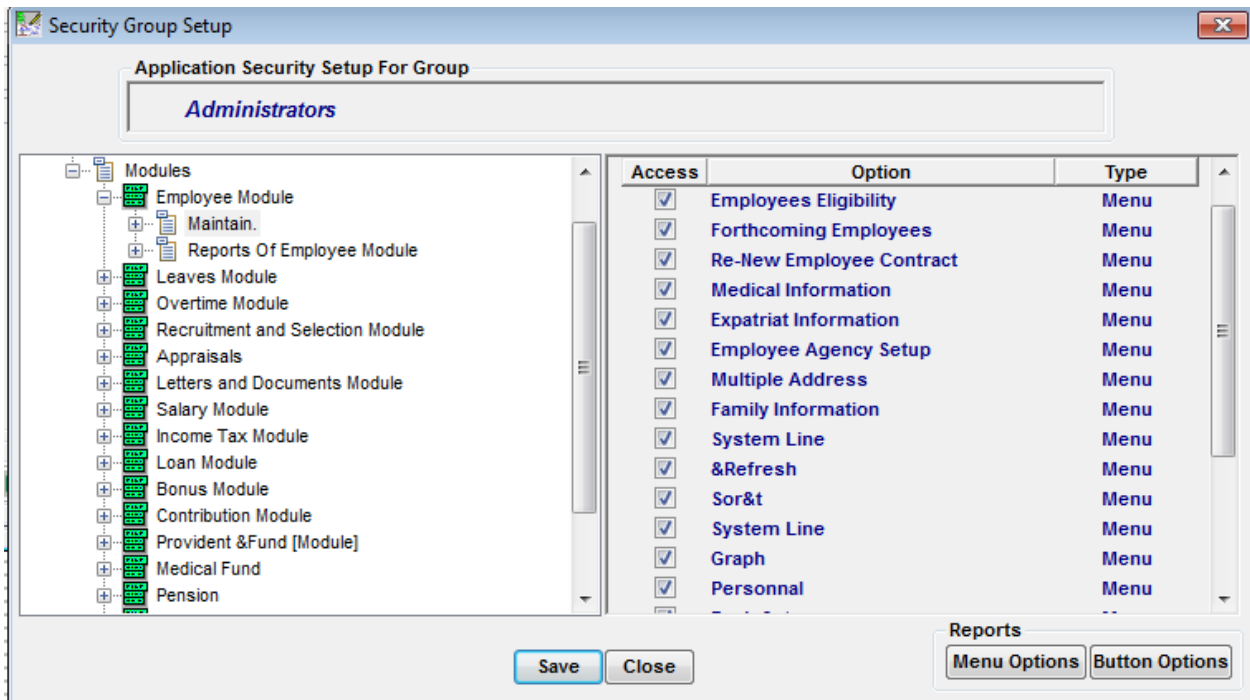 Security Group Setup
Application Security Setup For Group
Administrators
Modules
Employee Module
Maintain.
Reports Of Employee Module
Leaves Module
Overtime Module
Recruitment and Selection Module
Appraisals
Letters and Documents Module
Salary Module
Income Tax Module
Loan Module
Bonus Module
Contribution Module
Provident &Fund [Module]
Medical Fund
Pension
Access Option Type
Employees Eligibility Menu
Forthcoming Employees Menu
Re-New Employee Contract Menu
Medical Information Menu
Expatriat Information Menu
Employee Agency Setup Menu
Multiple Address Menu
Family Information Menu
System Line Menu
&Refresh Menu
Sor&t Menu
System Line Menu
Graph Menu
Personnal Menu
Save Close
Reports
Menu Options Button Options